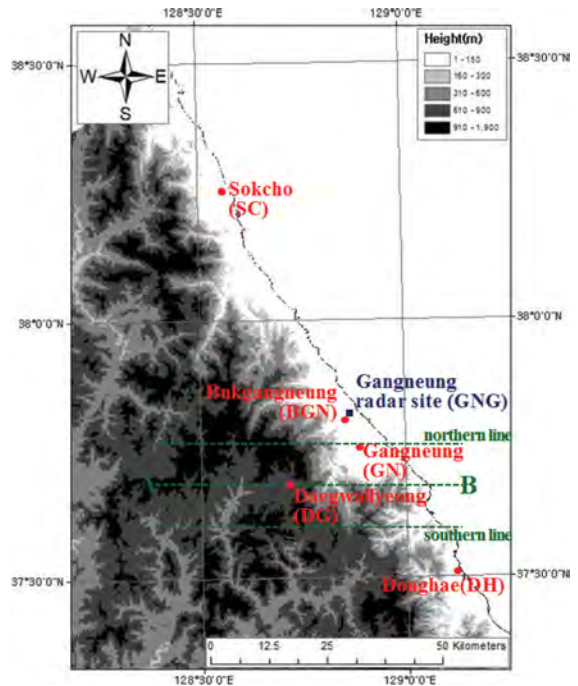 128°30'0"E
129°0'0"E
N
W
E
S
Height(m)
1 - 150
160 - 300
310 - 600
610 - 900
910 - 1,900
38°30'0"N
38°30'0"N
Sokcho
(SC)
38°0'0"N
38°0'0"N
Bukgangneung
(BGN)
Gangneung
radar site (GNG)
northern line
Gangneung
(GN)
A
B
Daegwallyeong
(DG)
southern line
37°30'0"N
37°30'0"N
Donghae(DH)
0
12.5
25
50 Kilometers
128°30'0"E
129°0'0"E